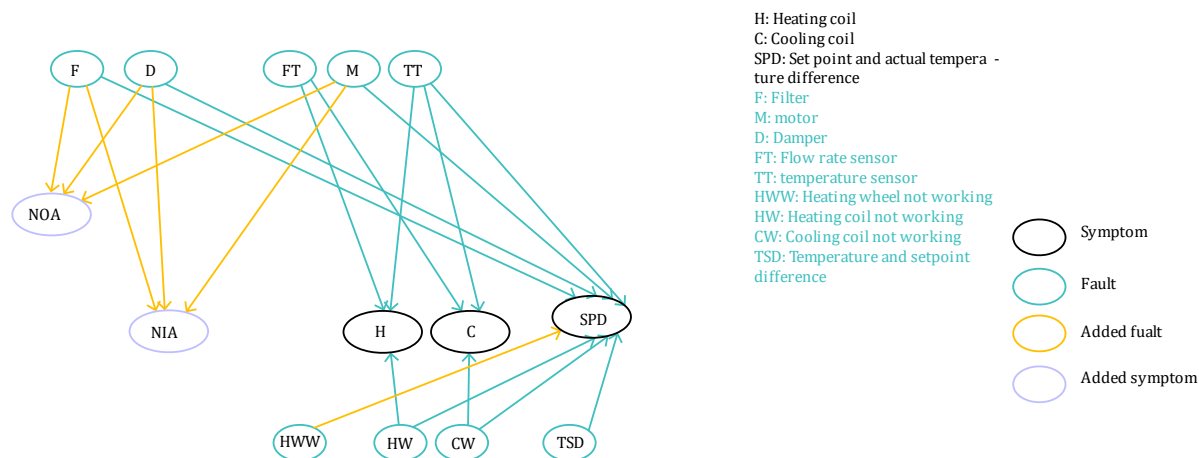 H: Heating coil
C: Cooling coil
SPD: Set point and actual tempera -
ture difference
F: Filter
M: motor
D: Damper
FT: Flow rate sensor
TT: temperature sensor
HWW: Heating wheel not working
HW: Heating coil not working
CW: Cooling coil not working
TSD: Temperature and setpoint
difference
F D FT M TT
NOA
NIA H C SPD
HWW HW CW TSD
Symptom
Fault
Added fualt
Added symptom